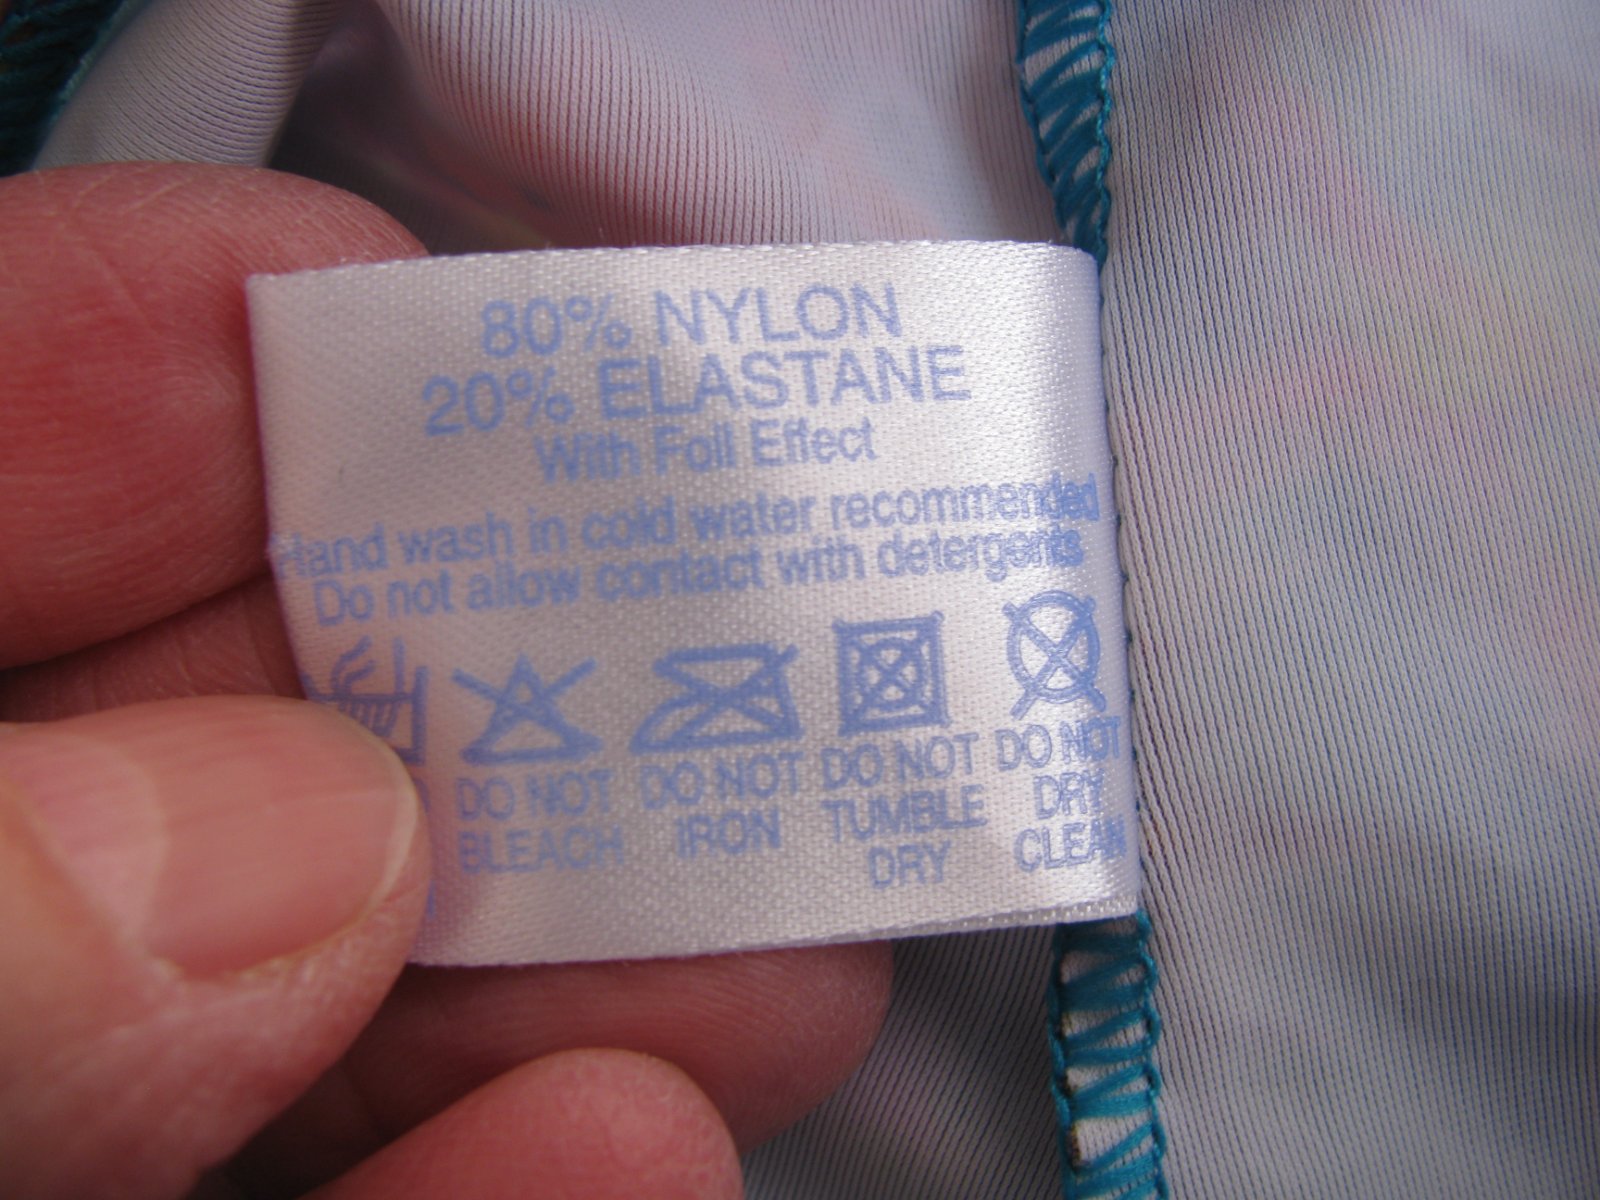 80% NYLON
20% ELASTANE
With Foil Effect
Hand wash in cold water recommended
Do not allow contact with detergents
DO NOT BLEACH
DO NOT IRON
DO NOT TUMBLE DRY
DO NOT DRY CLEAN